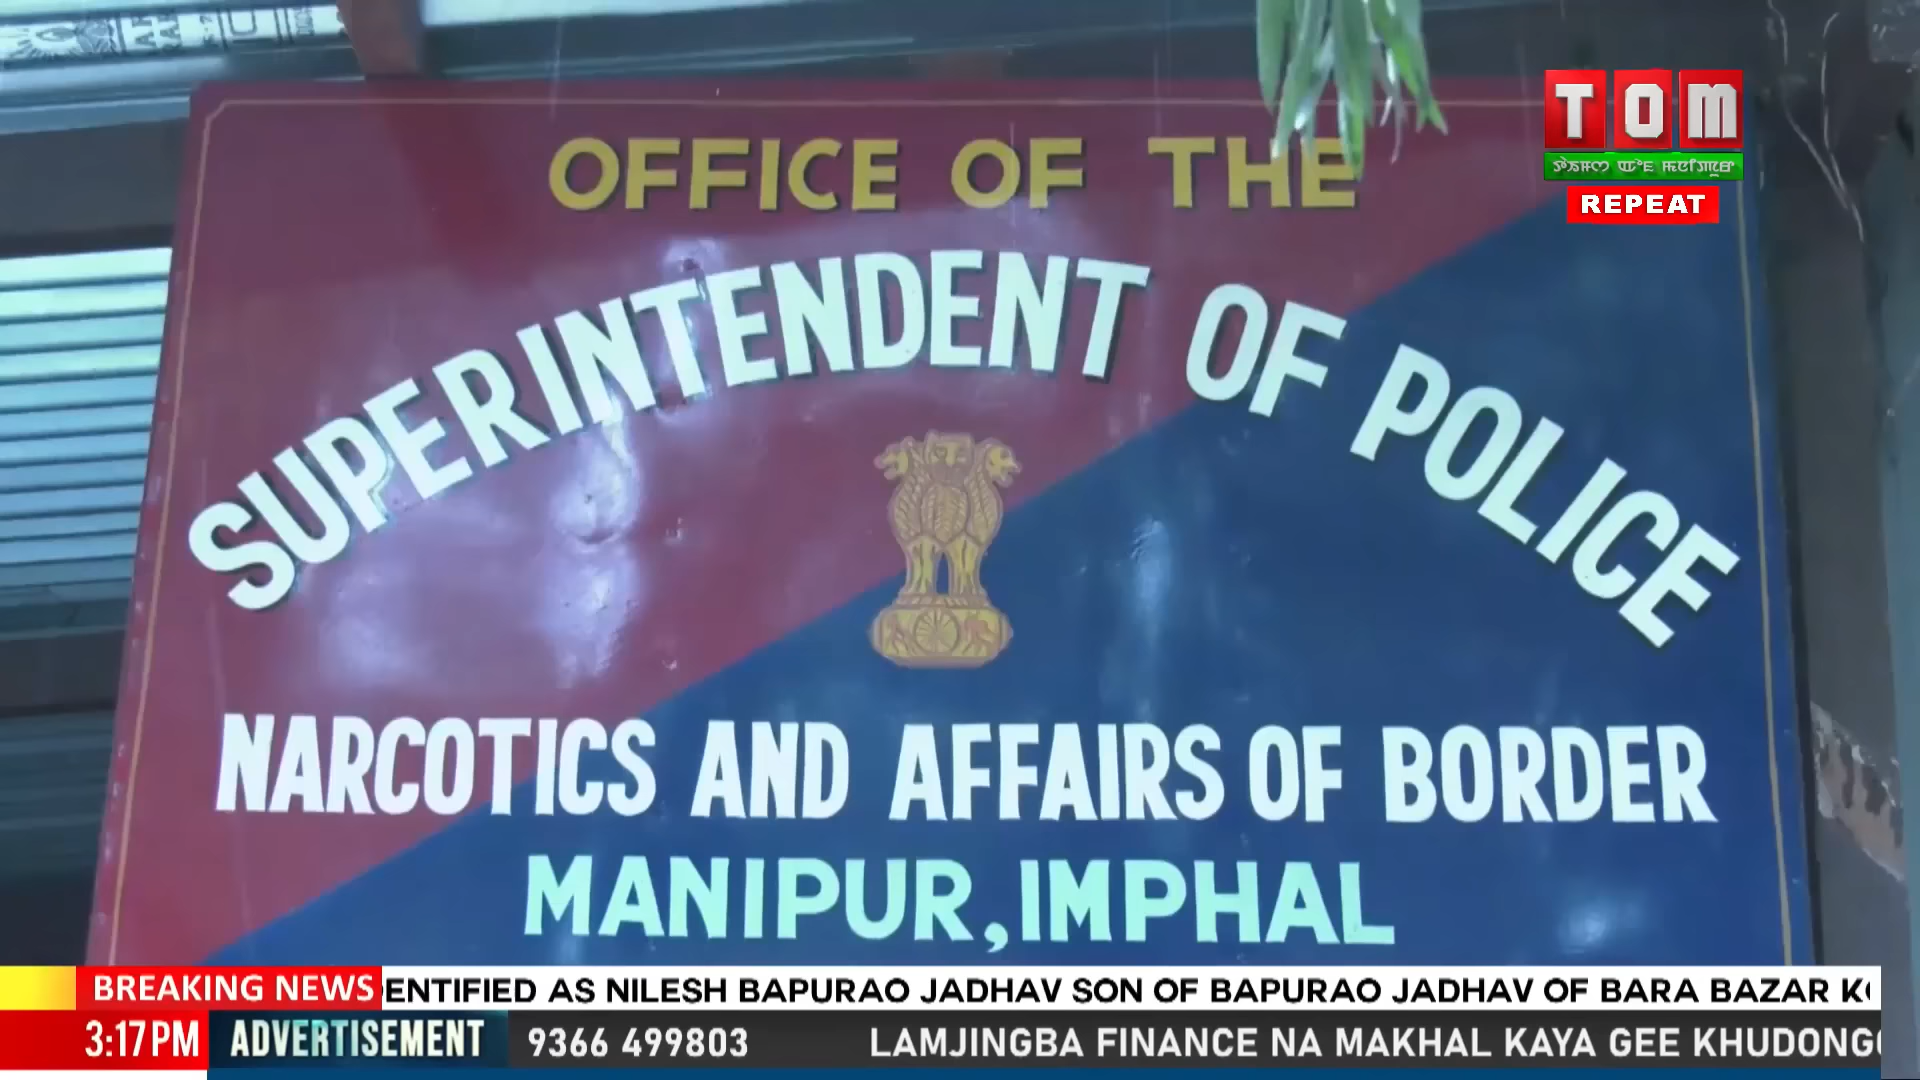 TOM
REPEAT
OFFICE OF THE
SUPERINTENDENT OF POLICE
NARCOTICS AND AFFAIRS OF BORDER
MANIPUR, IMPHAL
BREAKING NEWS
ENTIFIED AS NILESH BAPURAO JADHAV SON OF BAPURAO JADHAV OF BARA BAZAR
3:17PM
ADVERTISEMENT
9366 499803 LAMJINGBA FINANCE NA MAKHAL KAYA GEE KHUDONG